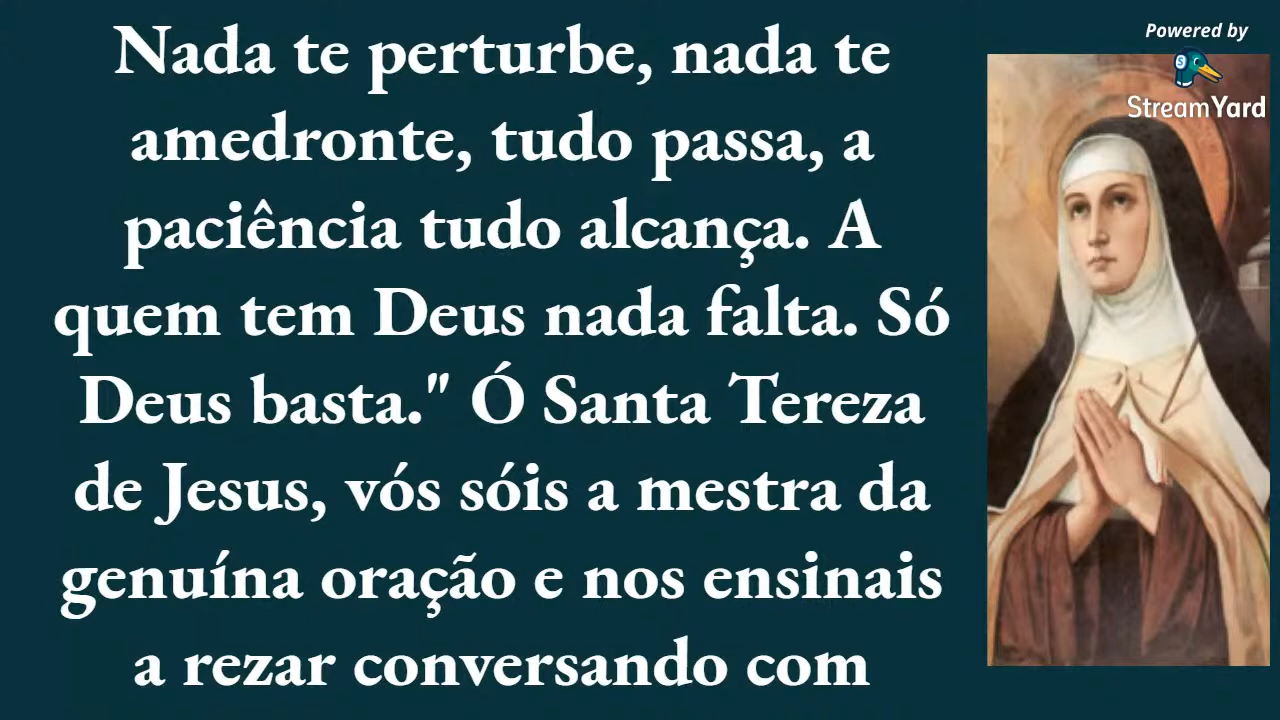 Nada te perturbe, nada te
amedronte, tudo passa, a
paciência tudo alcança. A
quem tem Deus nada falta. Só
Deus basta." Ó Santa Tereza
de Jesus, vós sóis a mestra da
genuína oração e nos ensinais
a rezar conversando com
Powered by
StreamYard